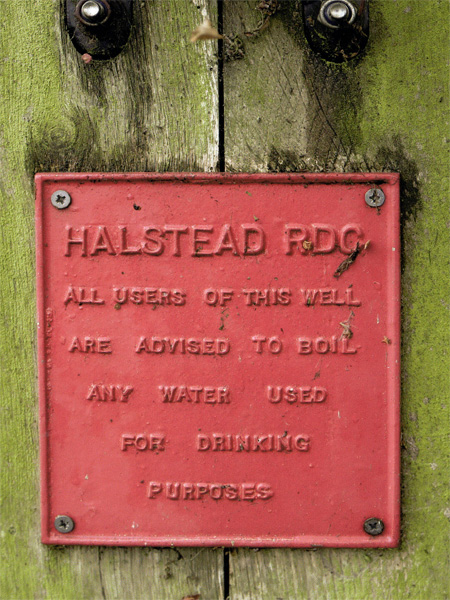 HALSTEAD RDC
ALL USERS OF THIS WELL
ARE ADVISED TO BOIL
ANY WATER USED
FOR DRINKING
PURPOSES